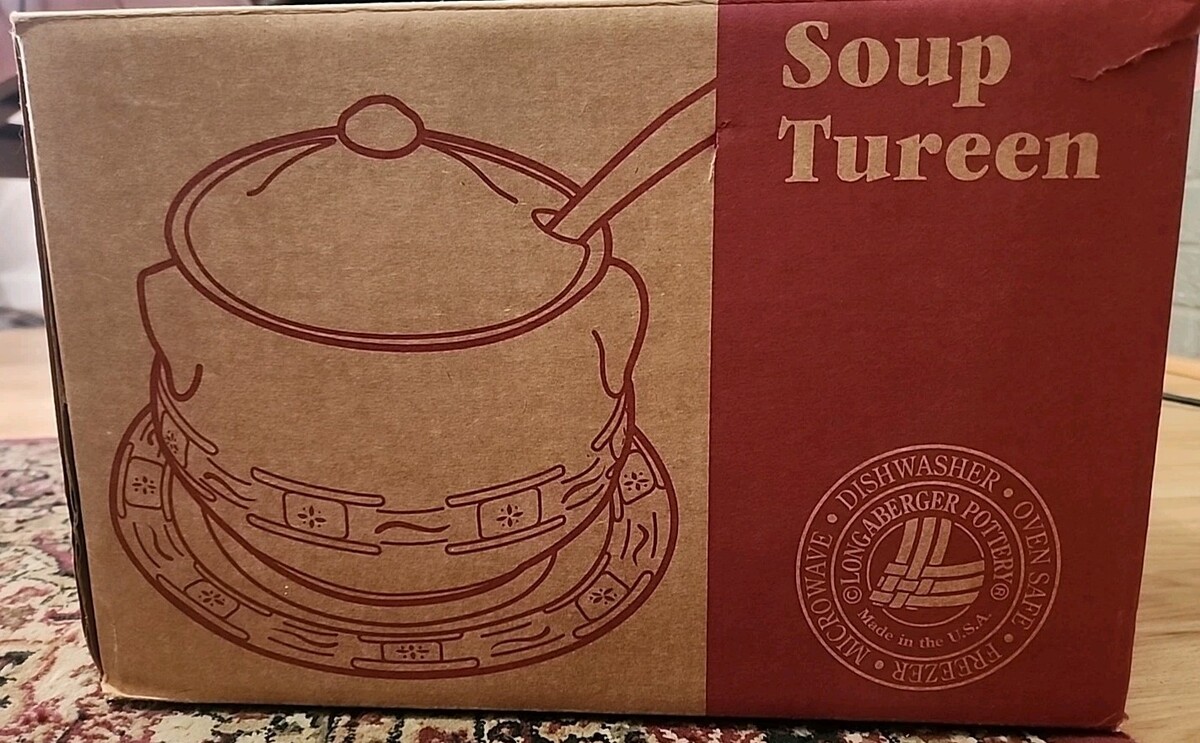 Soup
Tureen
MICROWAVE • DISHWASHER • OVEN SAFE • FREEZER •
© LONGABERGER POTTERY®
Made in the U.S.A.